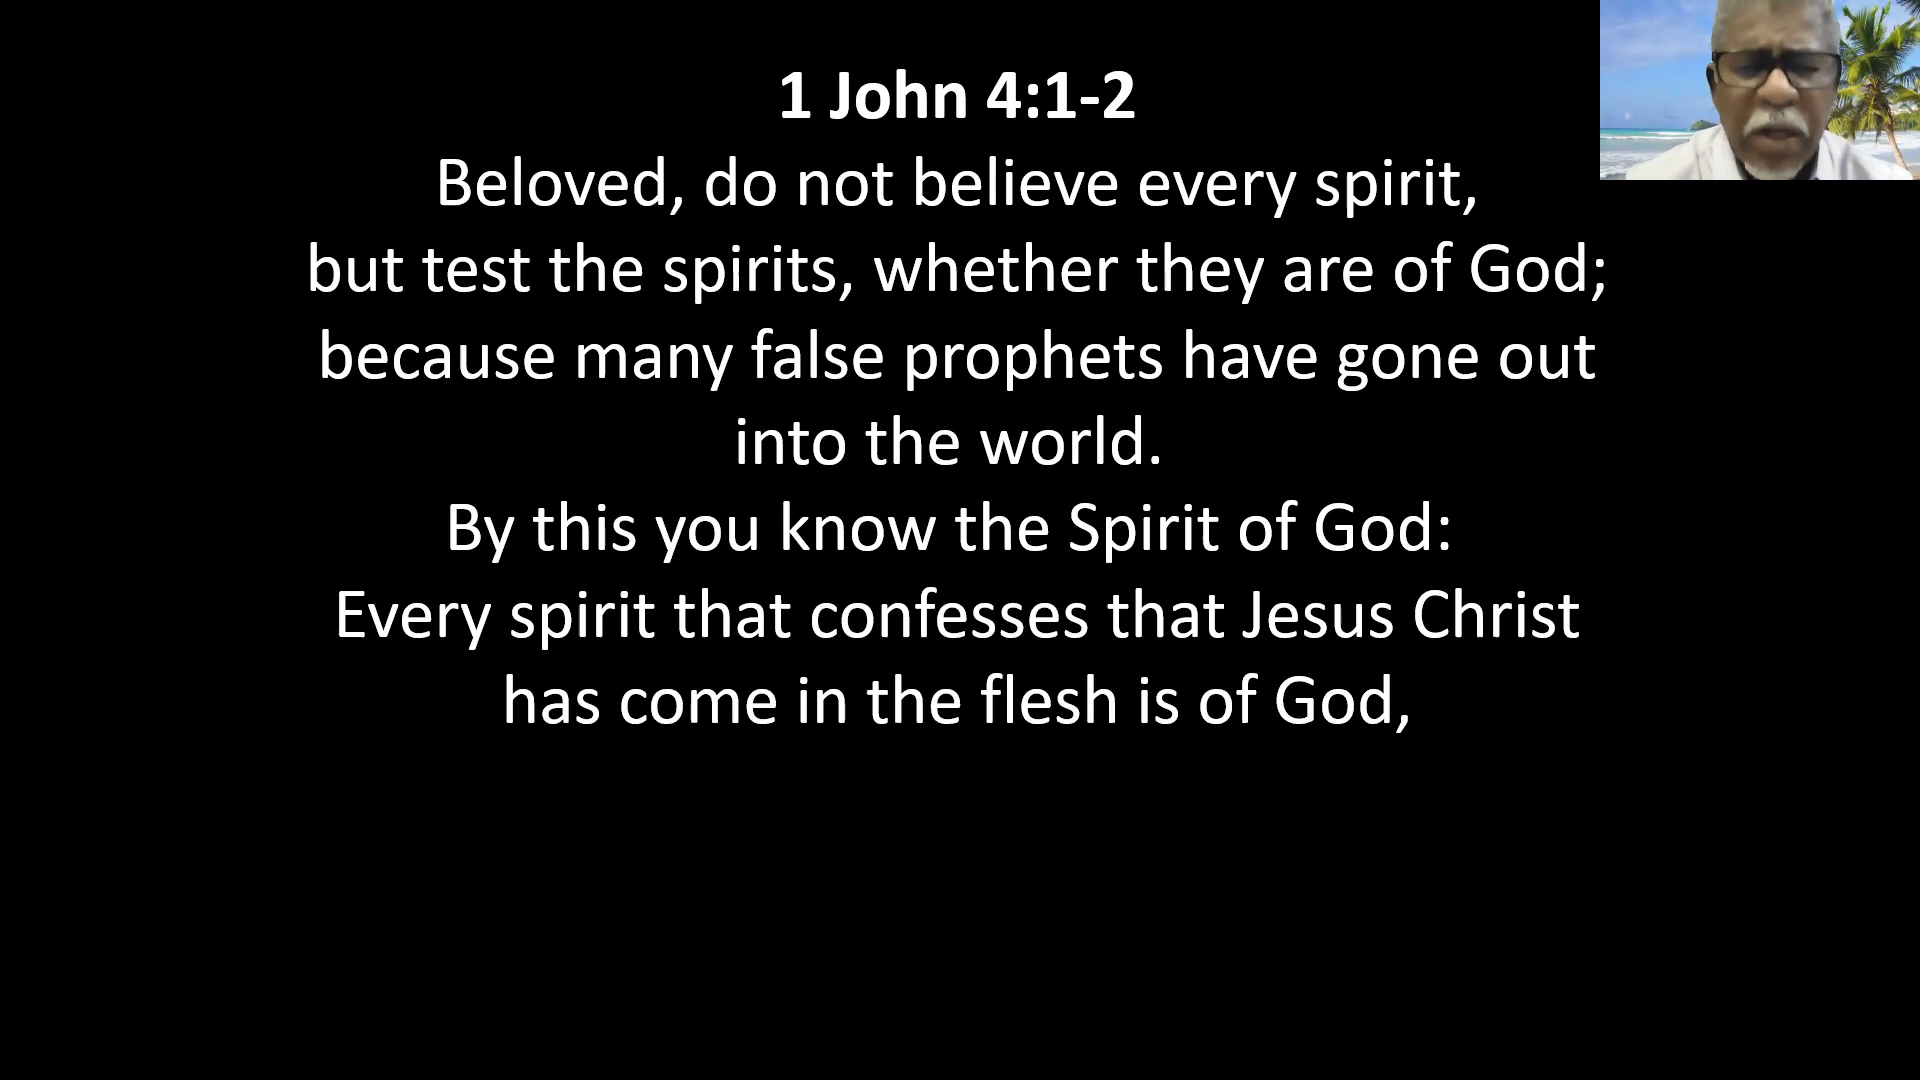 1 John 4:1-2
Beloved, do not believe every spirit,
but test the spirits, whether they are of God;
because many false prophets have gone out
into the world.
By this you know the Spirit of God:
Every spirit that confesses that Jesus Christ
has come in the flesh is of God,